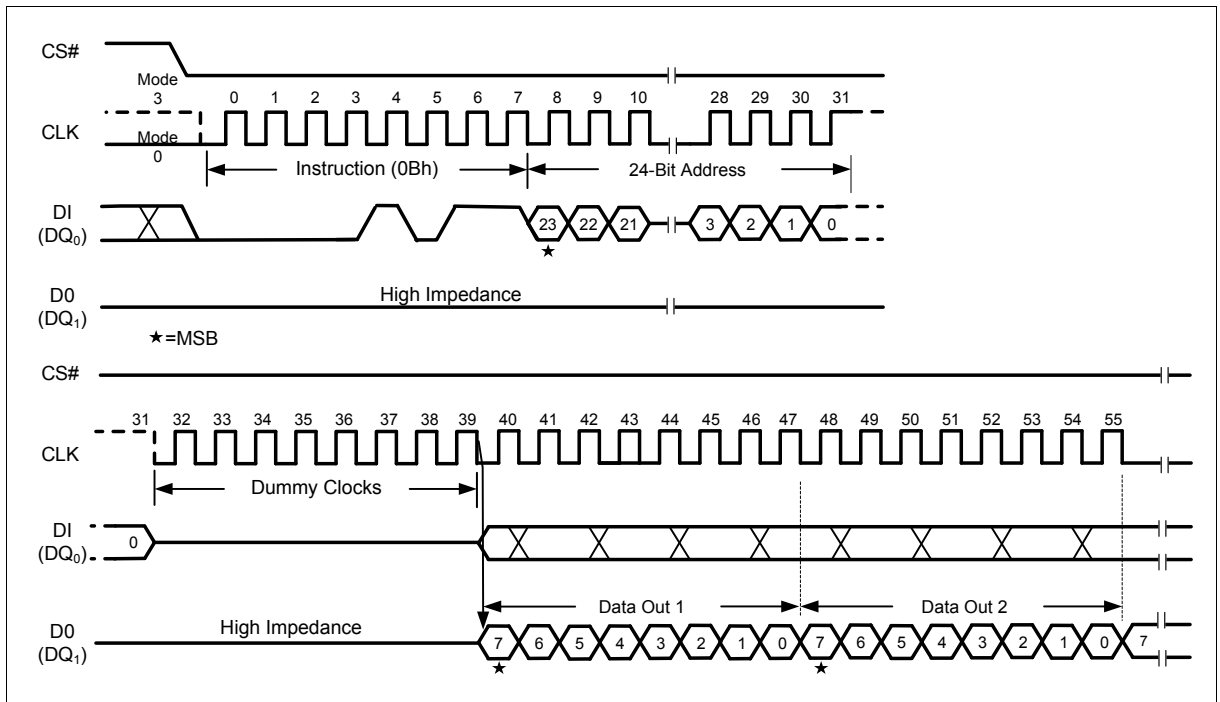 CS#
Mode
3
0 1 2 3 4 5 6 7 8 9 10 28 29 30 31
CLK
Mode
0
Instruction (0Bh) 24-Bit Address
DI
(DQ0)
23 22 21 3 2 1 0
★
D0
(DQ1)
High Impedance
★=MSB
CS#
31 32 33 34 35 36 37 38 39 40 41 42 43 44 45 46 47 48 49 50 51 52 53 54 55
CLK
Dummy Clocks
DI
(DQ0)
0
Data Out 1 Data Out 2
D0
(DQ1)
High Impedance
7 6 5 4 3 2 1 0 7 6 5 4 3 2 1 0 7
★ ★